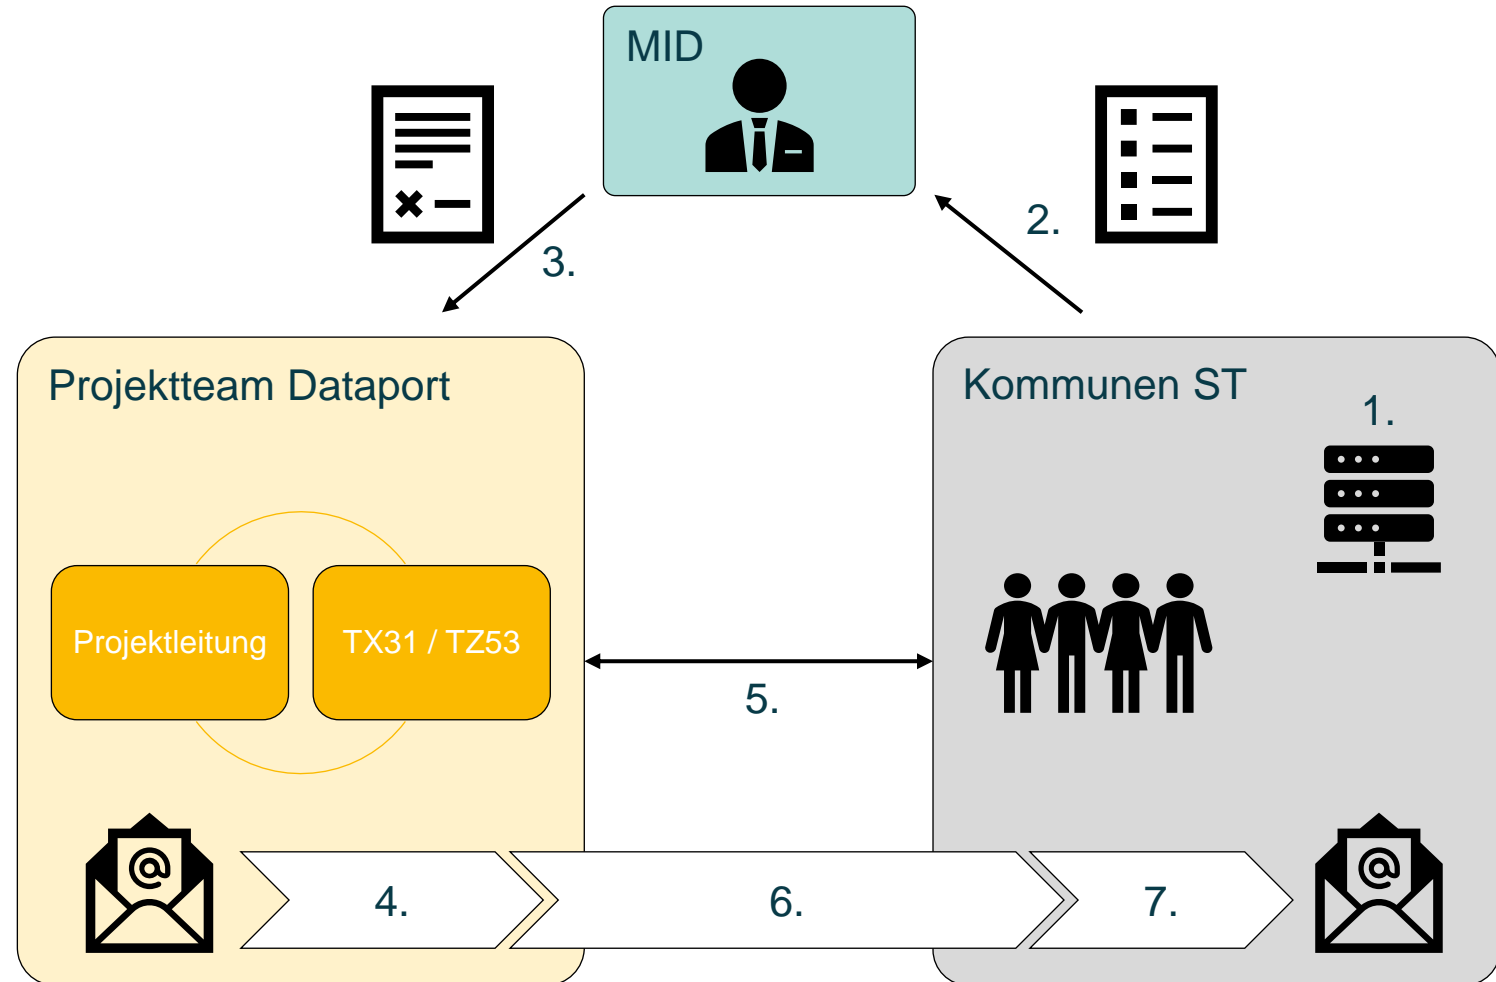 MID
2.
3.
Projektteam Dataport
Kommunen ST
1.
Projektleitung
TX31 / TZ53
5.
4.
6.
7.